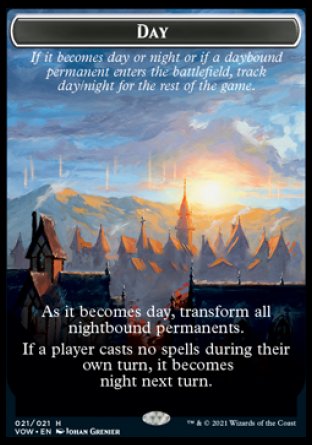 DAY
If it becomes day or night or if a daybound
permanent enters the battlefield, track
day/night for the rest of the game.
As it becomes day, transform all
nightbound permanents.
If a player casts no spells during their
own turn, it becomes
night next turn.
021/021 H
VOW • EN Johan Grenier
™ & © 2021 Wizards of the Coast